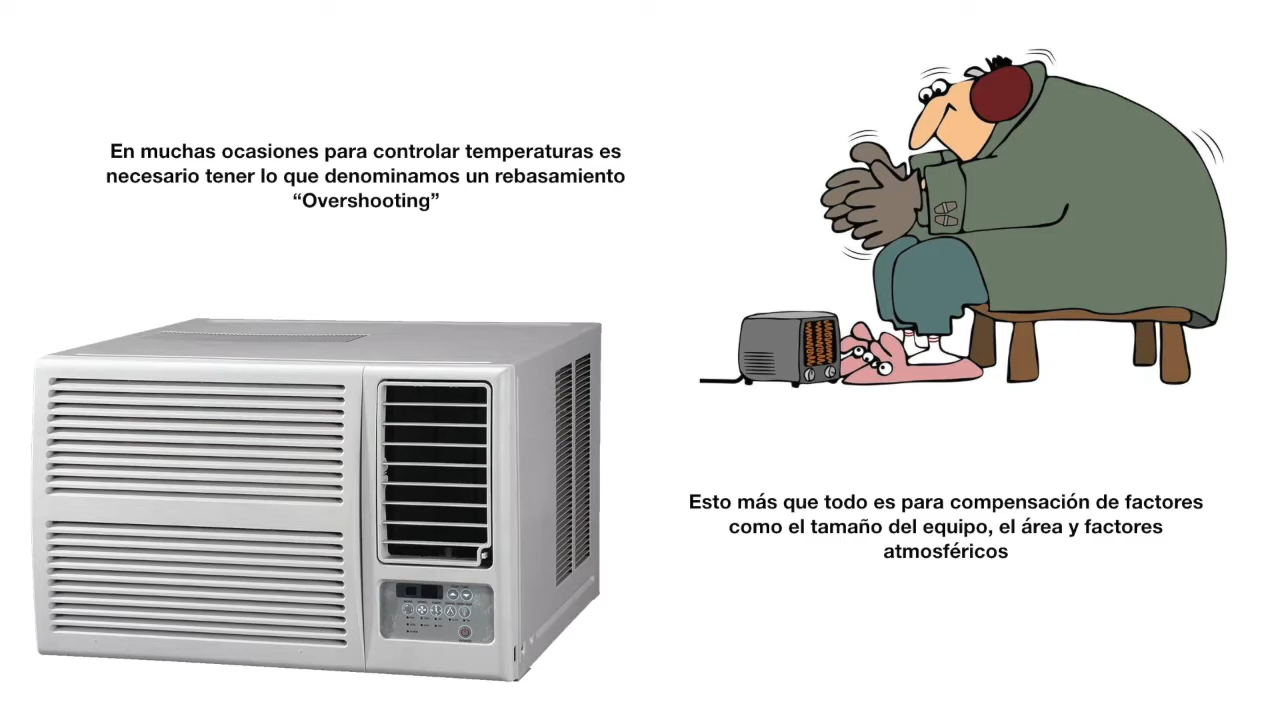 En muchas ocasiones para controlar temperaturas es
necesario tener lo que denominamos un rebasamiento
“Overshooting”
Esto más que todo es para compensación de factores
como el tamaño del equipo, el área y factores
atmosféricos